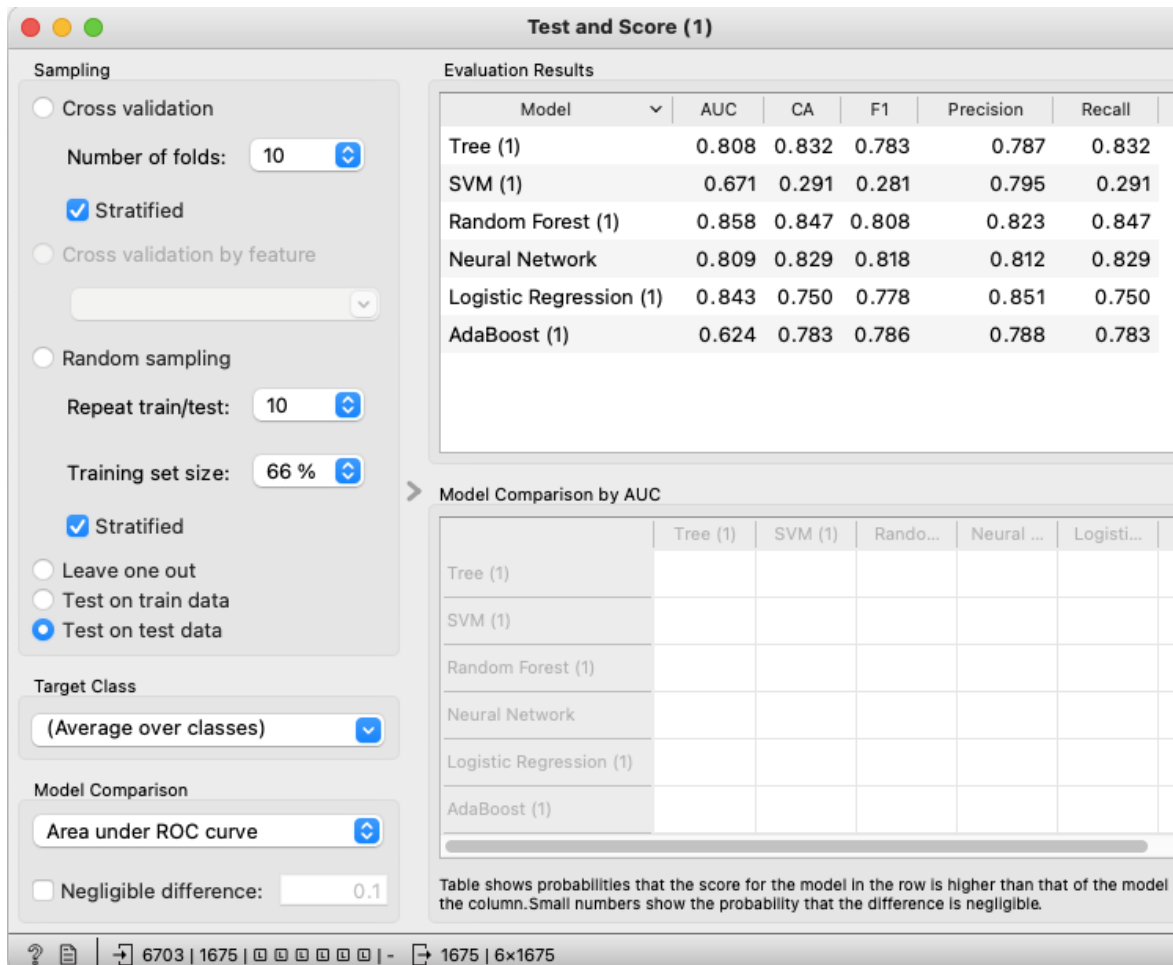 Test and Score (1)
Sampling
Cross validation
Number of folds: 10
Stratified
Cross validation by feature
Random sampling
Repeat train/test: 10
Training set size: 66 %
Stratified
Leave one out
Test on train data
Test on test data
Target Class
(Average over classes)
Model Comparison
Area under ROC curve
Negligible difference: 0.1
Evaluation Results
Model AUC CA F1 Precision Recall
Tree (1) 0.808 0.832 0.783 0.787 0.832
SVM (1) 0.671 0.291 0.281 0.795 0.291
Random Forest (1) 0.858 0.847 0.808 0.823 0.847
Neural Network 0.809 0.829 0.818 0.812 0.829
Logistic Regression (1) 0.843 0.750 0.778 0.851 0.750
AdaBoost (1) 0.624 0.783 0.786 0.788 0.783
Model Comparison by AUC
Tree (1) SVM (1) Rando... Neural ... Logisti...
Tree (1)
SVM (1)
Random Forest (1)
Neural Network
Logistic Regression (1)
AdaBoost (1)
Table shows probabilities that the score for the model in the row is higher than that of the model
the column.Small numbers show the probability that the difference is negligible.
? 6703 | 1675 | L L L L L L | - 1675 | 6×1675